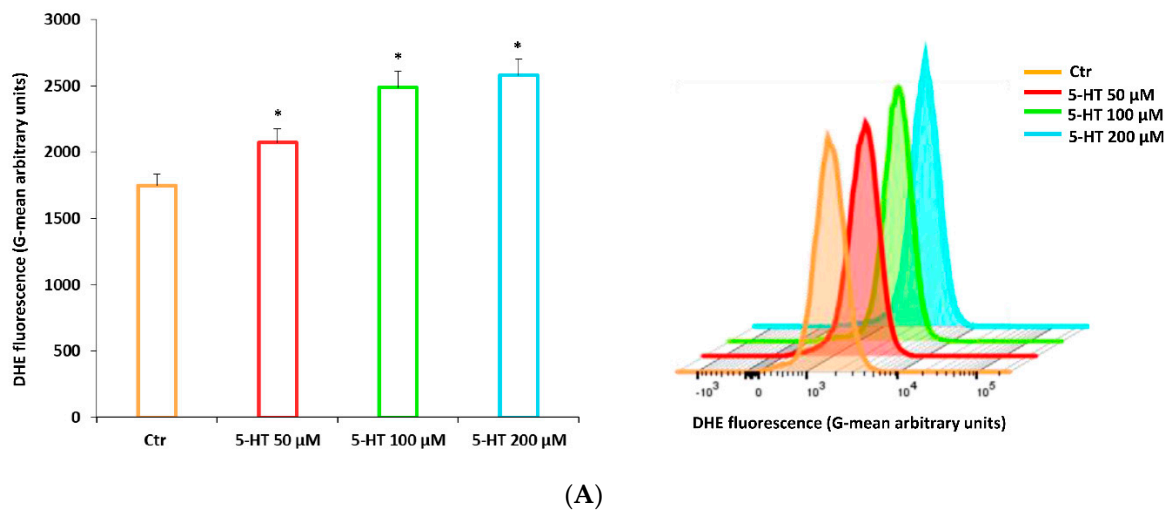 DHE fluorescence (G-mean arbitrary units)
3000
2500
2000
1500
1000
500
0
*
*
*
Ctr
5-HT 50 µM
5-HT 100 µM
5-HT 200 µM
Ctr
5-HT 50 µM
5-HT 100 µM
5-HT 200 µM
-10³
0
10³
10⁴
10⁵
DHE fluorescence (G-mean arbitrary units)
(A)